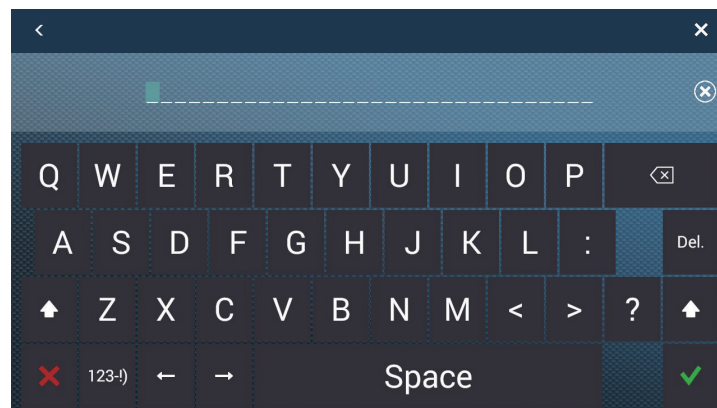 Q W E R T Y U I O P
A S D F G H J K L : Del.
Z X C V B N M < > ?
123-!) ← → Space